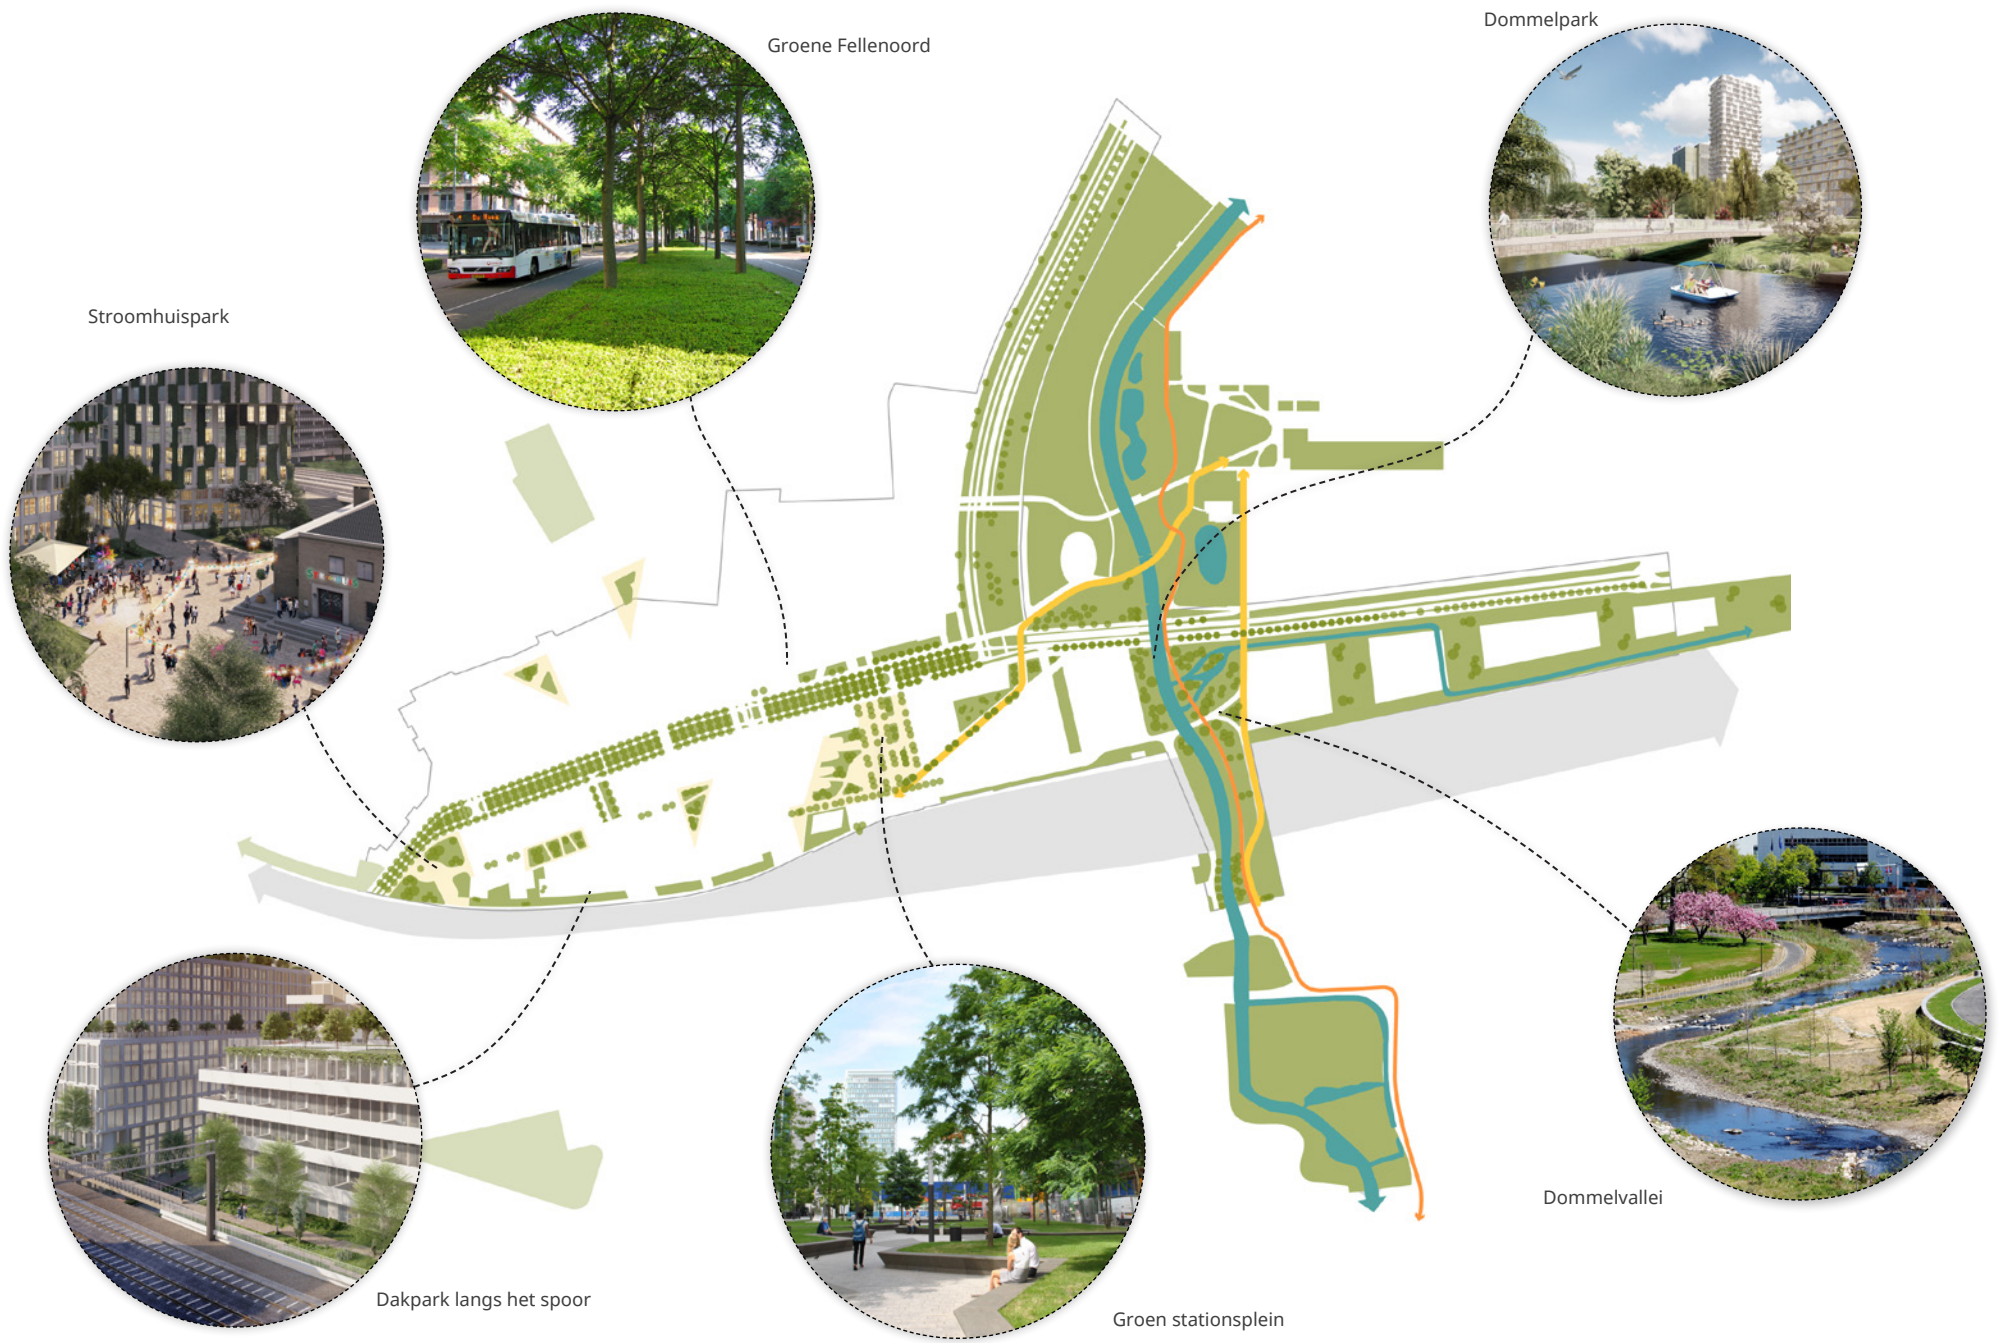 Dommelpark
Groene Fellenoord
Stroomhuispark
Dommelvallei
Dakpark langs het spoor
Groen stationsplein